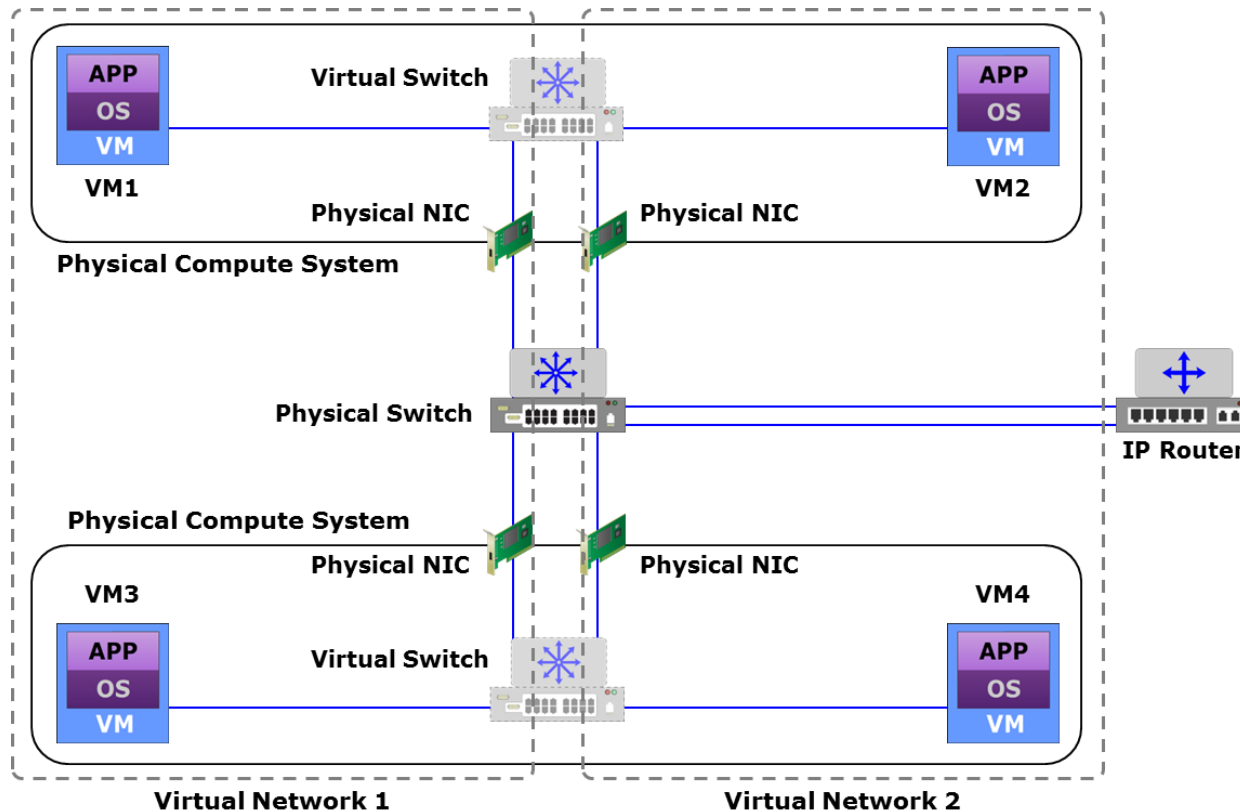 Virtual Switch
APP
OS
VM
VM1
APP
OS
VM
VM2
Physical NIC
Physical NIC
Physical Compute System
Physical Switch
IP Router
Physical Compute System
Physical NIC
Physical NIC
VM3
APP
OS
VM
Virtual Switch
VM4
APP
OS
VM
Virtual Network 1
Virtual Network 2